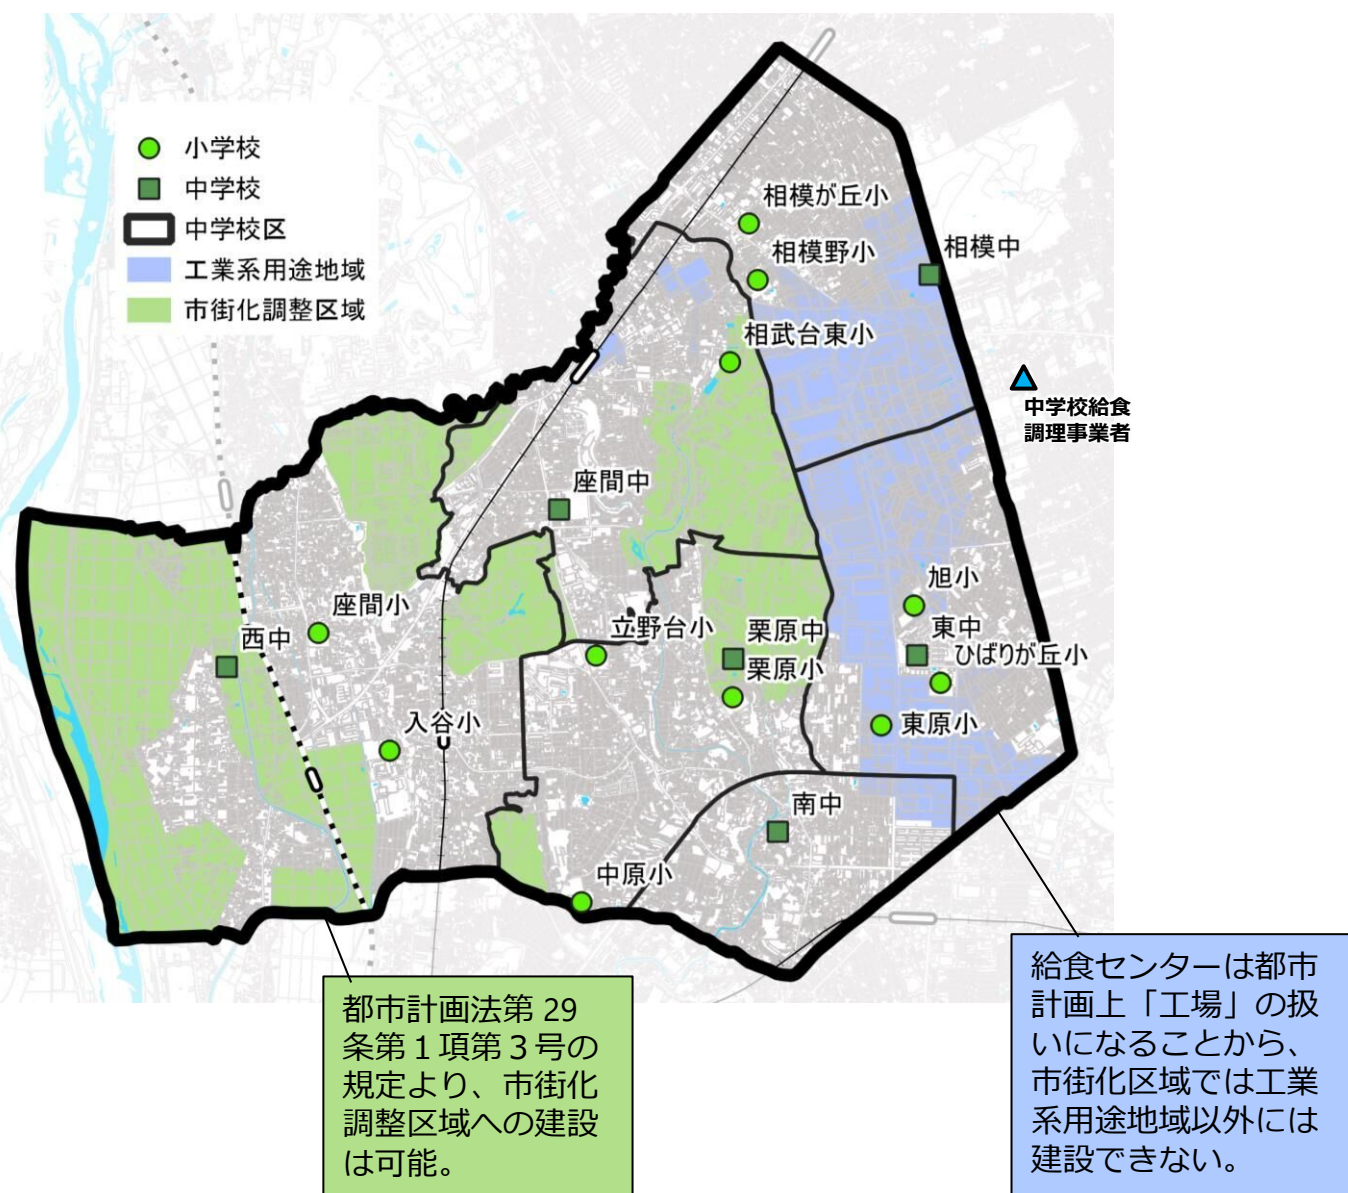 小学校
中学校
中学校区
工業系用途地域
市街化調整区域
相模が丘小
相模野小
相模中
相武台東小
中学校給食
調理事業者
座間中
旭小
座間小
立野台小
栗原中
東中
西中
ひばりが丘小
栗原小
入谷小
東原小
南中
中原小
都市計画法第 29
条第１項第３号の
規定より、市街化
調整区域への建設
は可能。
給食センターは都市
計画上「工場」の扱
いになることから、
市街化区域では工業
系用途地域以外には
建設できない。